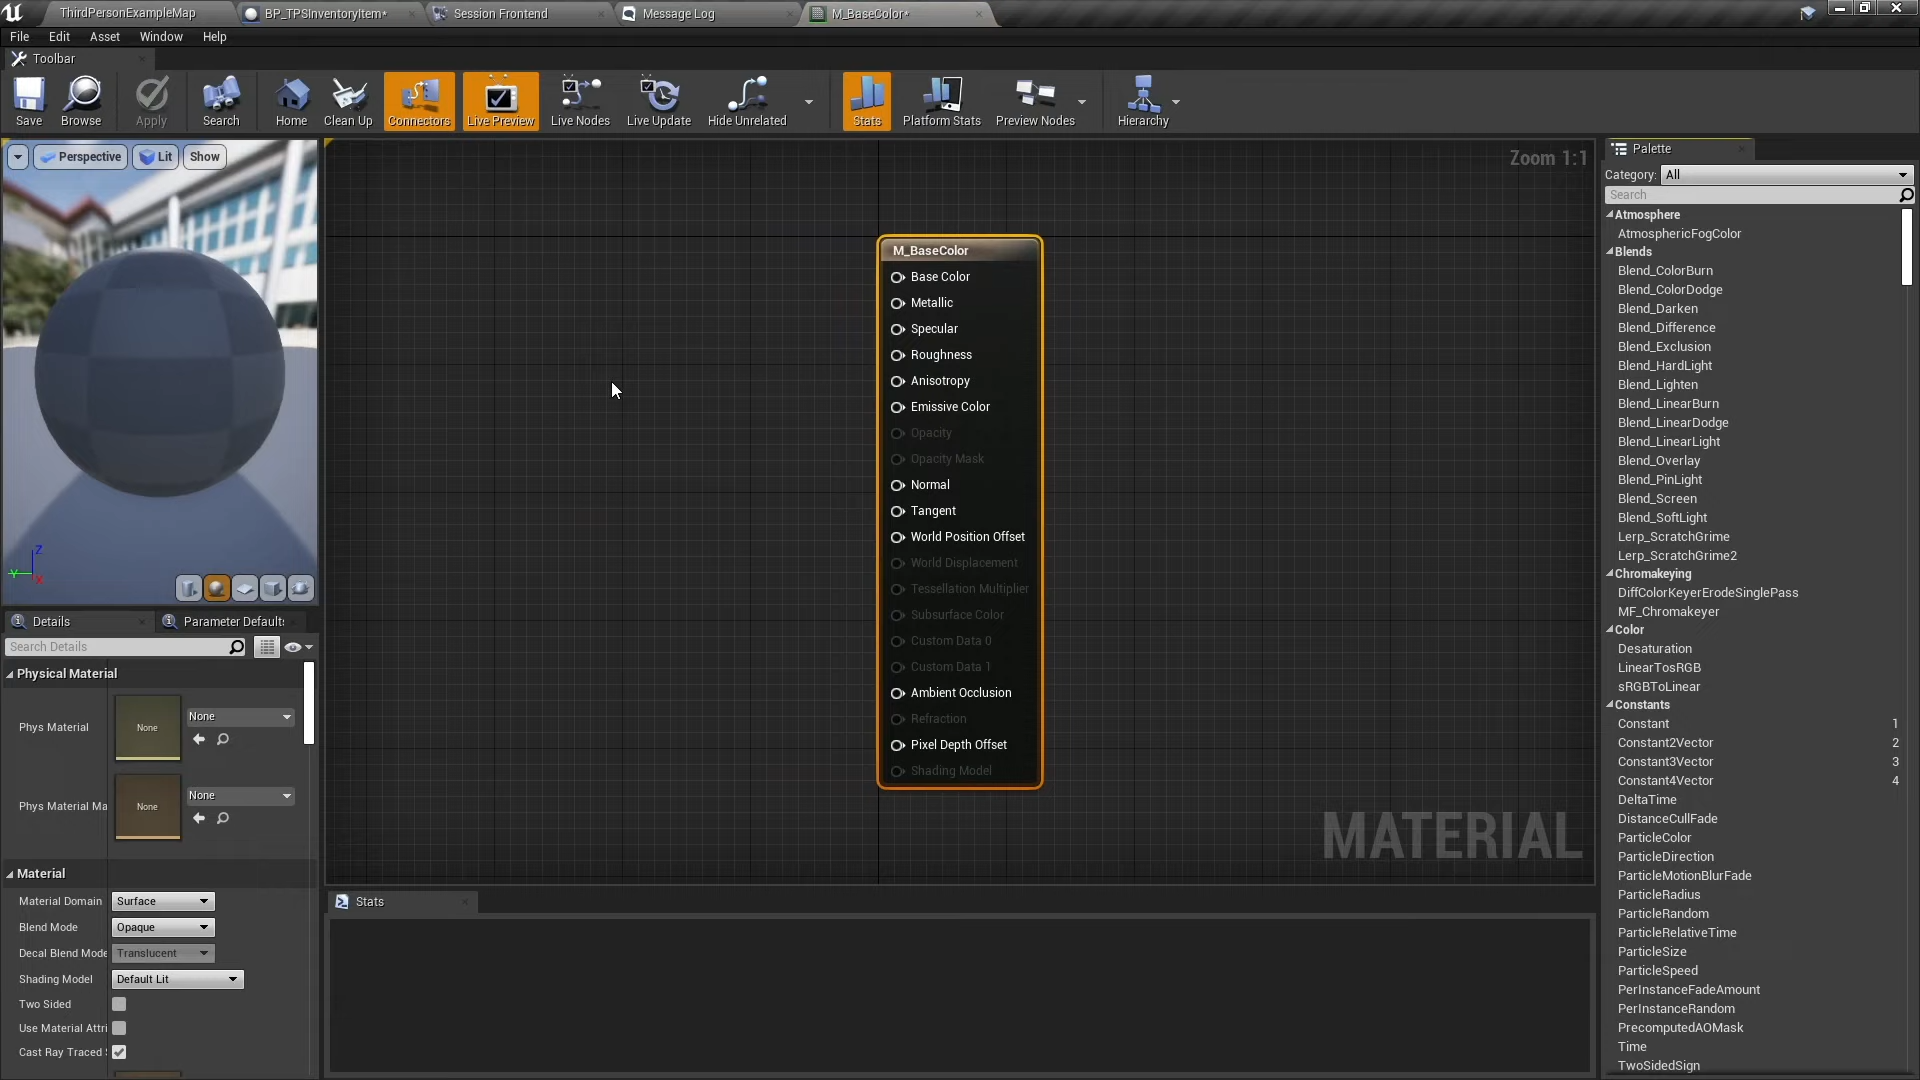 ThirdPersonExampleMap
BP_TPSInventoryItem*
Session Frontend
Message Log
M_BaseColor*
File
Edit
Asset
Window
Help
Toolbar
Save
Browse
Apply
Search
Home
Clean Up
Connectors
Live Preview
Live Nodes
Live Update
Hide Unrelated
Stats
Platform Stats
Preview Nodes
Hierarchy
Perspective
Lit
Show
Z
Y
X
Details
Parameter Defaults
Search Details
Physical Material
Phys Material
None
None
Phys Material Ma
None
None
Material
Material Domain
Surface
Blend Mode
Opaque
Decal Blend Mode
Translucent
Shading Model
Default Lit
Two Sided
Use Material Attri
Cast Ray Traced S
Zoom 1:1
M_BaseColor
Base Color
Metallic
Specular
Roughness
Anisotropy
Emissive Color
Opacity
Opacity Mask
Normal
Tangent
World Position Offset
World Displacement
Tessellation Multiplier
Subsurface Color
Custom Data 0
Custom Data 1
Ambient Occlusion
Refraction
Pixel Depth Offset
Shading Model
MATERIAL
Stats
Palette
Category:
All
Search
Atmosphere
AtmosphericFogColor
Blends
Blend_ColorBurn
Blend_ColorDodge
Blend_Darken
Blend_Difference
Blend_Exclusion
Blend_HardLight
Blend_Lighten
Blend_LinearBurn
Blend_LinearDodge
Blend_LinearLight
Blend_Overlay
Blend_PinLight
Blend_Screen
Blend_SoftLight
Lerp_ScratchGrime
Lerp_ScratchGrime2
Chromakeying
DiffColorKeyerErodeSinglePass
MF_Chromakeyer
Color
Desaturation
LinearTosRGB
sRGBToLinear
Constants
Constant 1
Constant2Vector 2
Constant3Vector 3
Constant4Vector 4
DeltaTime
DistanceCullFade
ParticleColor
ParticleDirection
ParticleMotionBlurFade
ParticleRadius
ParticleRandom
ParticleRelativeTime
ParticleSize
ParticleSpeed
PerInstanceFadeAmount
PerInstanceRandom
PrecomputedAOMask
Time
TwoSidedSign